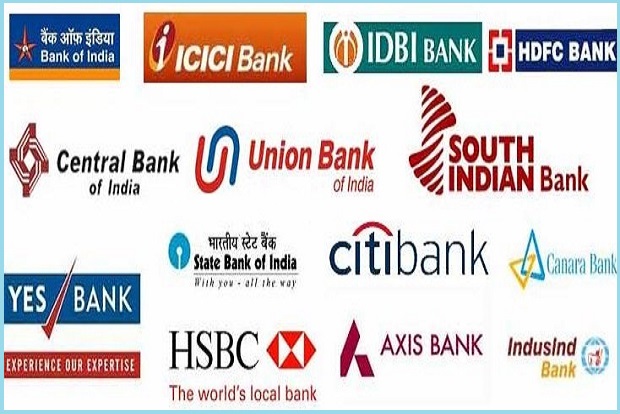 बैंक ऑफ़ इंडिया
Bank of India
ICICI Bank
IDBI BANK
HDFC BANK
Central Bank
of India
Union Bank
of India
SOUTH
INDIAN Bank
भारतीय स्टेट बैंक
State Bank of India
With you - all the way
citibank
Canara Bank
YES BANK
EXPERIENCE OUR EXPERTISE
HSBC
The world's local bank
AXIS BANK
IndusInd
Bank